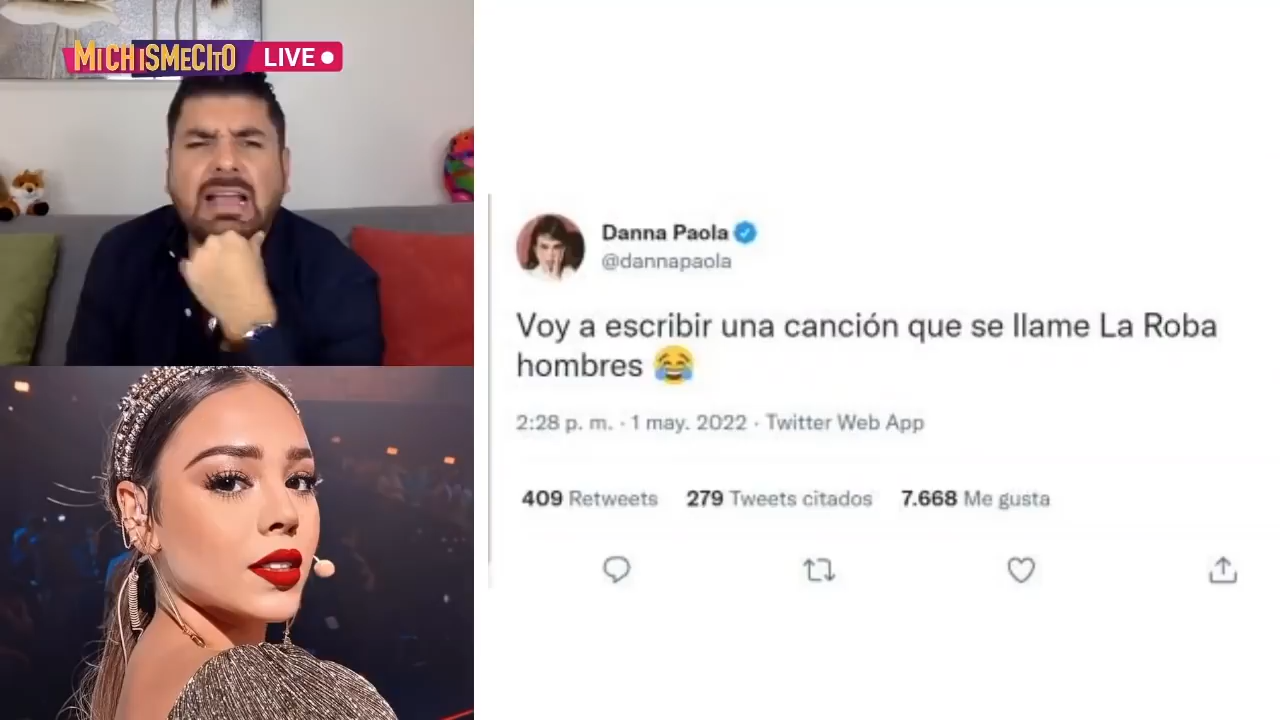 MICHISMECITO LIVE
Danna Paola
@dannapaola
Voy a escribir una canción que se llame La Roba
hombres 😂
2:28 p. m. · 1 may. 2022 · Twitter Web App
409 Retweets 279 Tweets citados 7.668 Me gusta